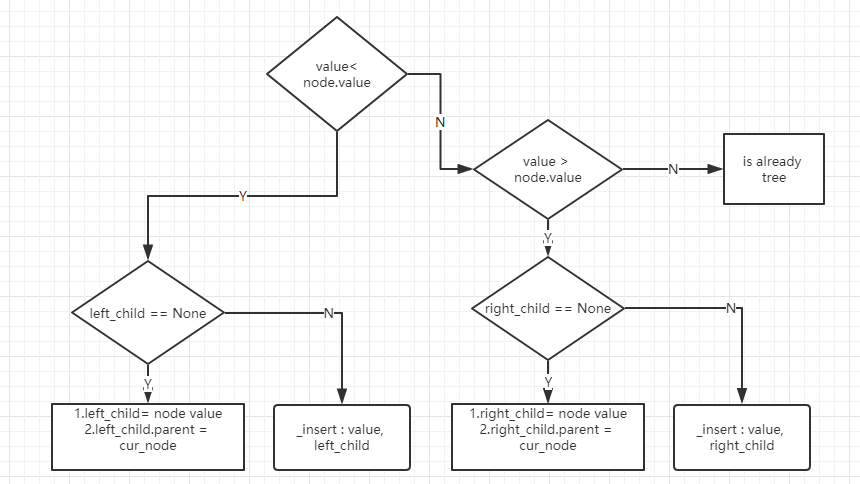 value<
node.value
N
value >
node.value
N
is already
tree
Y
Y
left_child == None
N
right_child == None
N
Y
Y
1.left_child= node value
2.left_child.parent =
cur_node
_insert : value,
left_child
1.right_child= node value
2.right_child.parent =
cur_node
_insert : value,
right_child